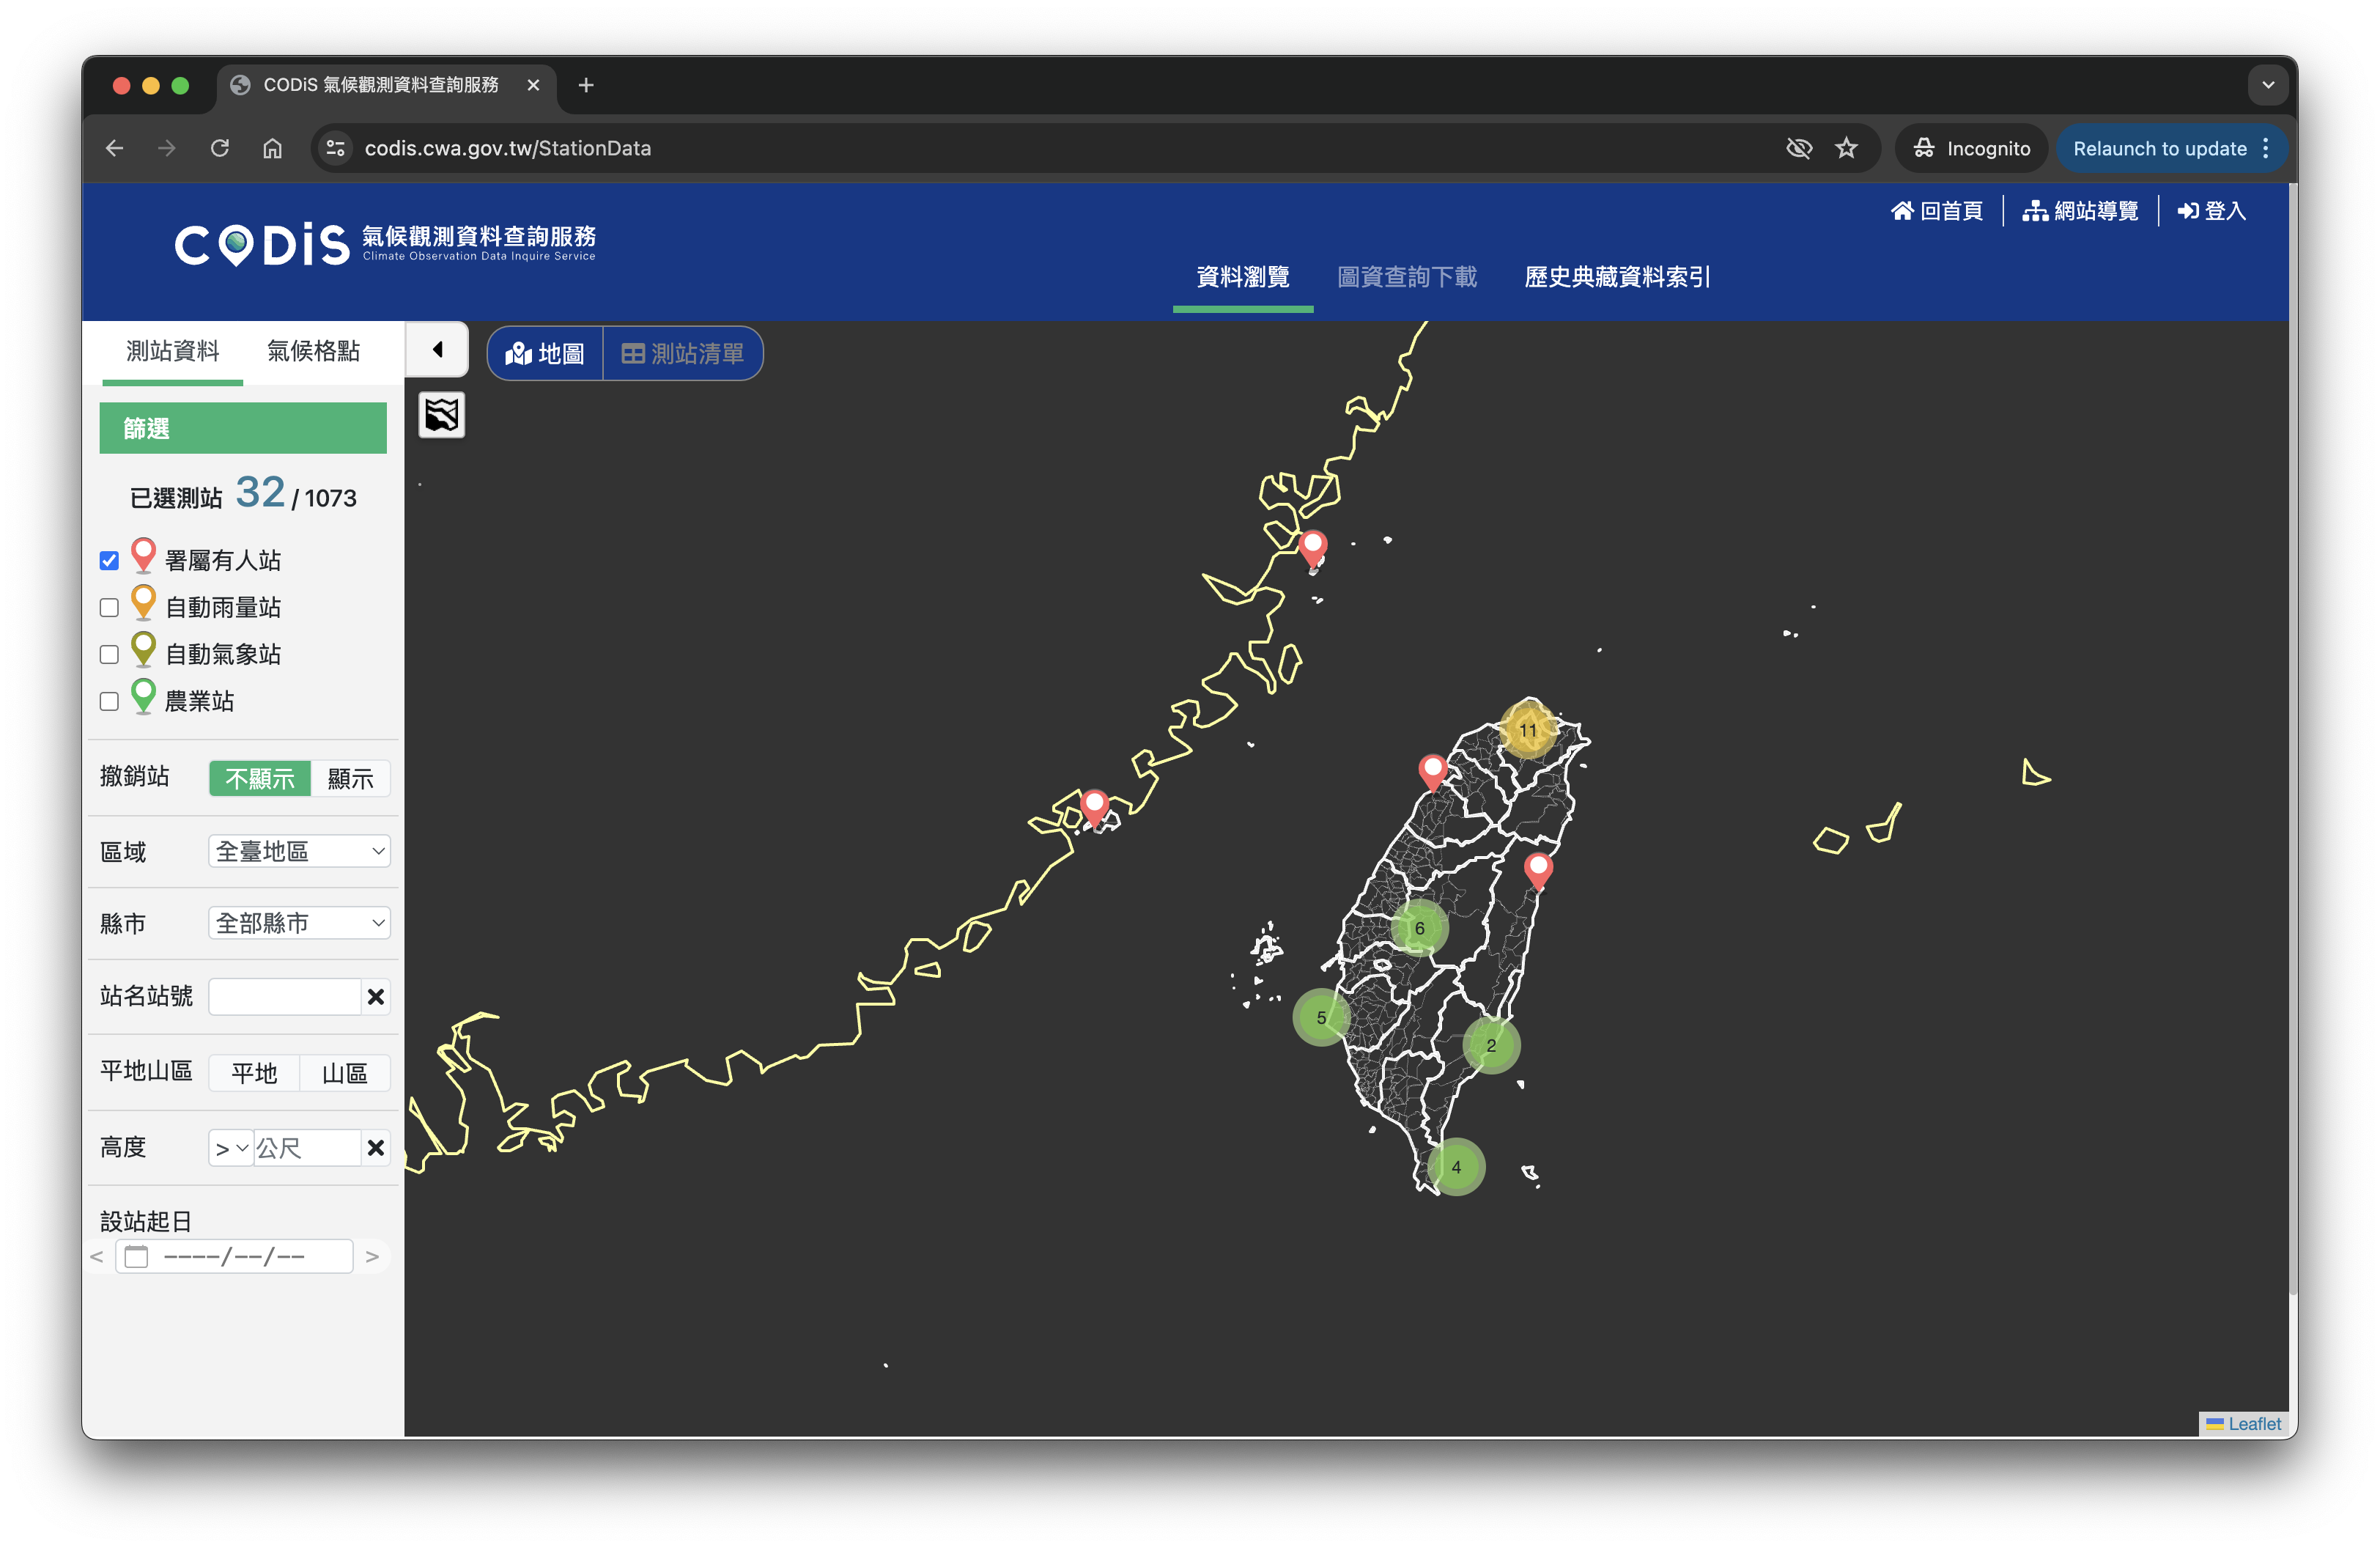 CODiS 氣候觀測資料查詢服務
codis.cwa.gov.tw/StationData
Incognito
Relaunch to update
回首頁
網站導覽
登入
CODiS 氣候觀測資料查詢服務
Climate Observation Data Inquire Service
資料瀏覽
圖資查詢下載
歷史典藏資料索引
測站資料
氣候格點
地圖
測站清單
篩選
已選測站 32 / 1073
署屬有人站
自動雨量站
自動氣象站
農業站
撤銷站
不顯示
顯示
區域
全臺地區
縣市
全部縣市
站名站號
平地山區
平地
山區
高度
>
公尺
設站起日
< ----/--/-- >
11
6
5
2
4
Leaflet